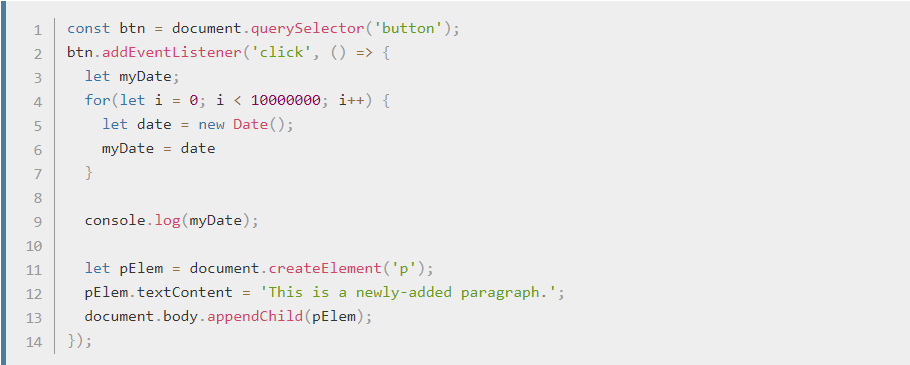 1 const btn = document.querySelector('button');
2 btn.addEventListener('click', () => {
3   let myDate;
4   for(let i = 0; i < 10000000; i++) {
5     let date = new Date();
6     myDate = date
7   }
8
9   console.log(myDate);
10
11   let pElem = document.createElement('p');
12   pElem.textContent = 'This is a newly-added paragraph.';
13   document.body.appendChild(pElem);
14 });